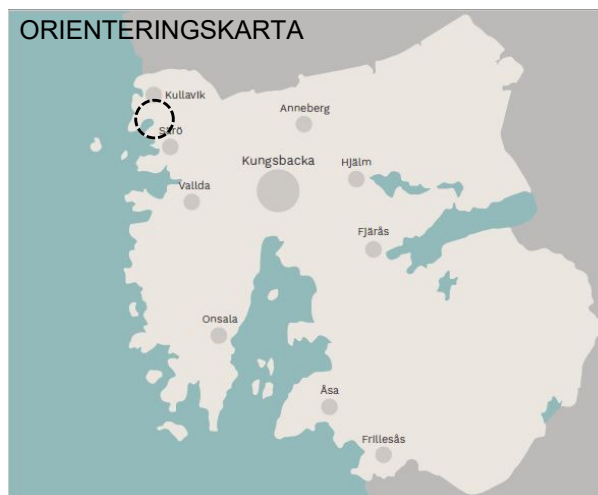 ORIENTERINGSKARTA
Kullavik
Anneberg
Särö
Kungsbacka
Hjälm
Vallda
Fjärås
Onsala
Åsa
Frillesås